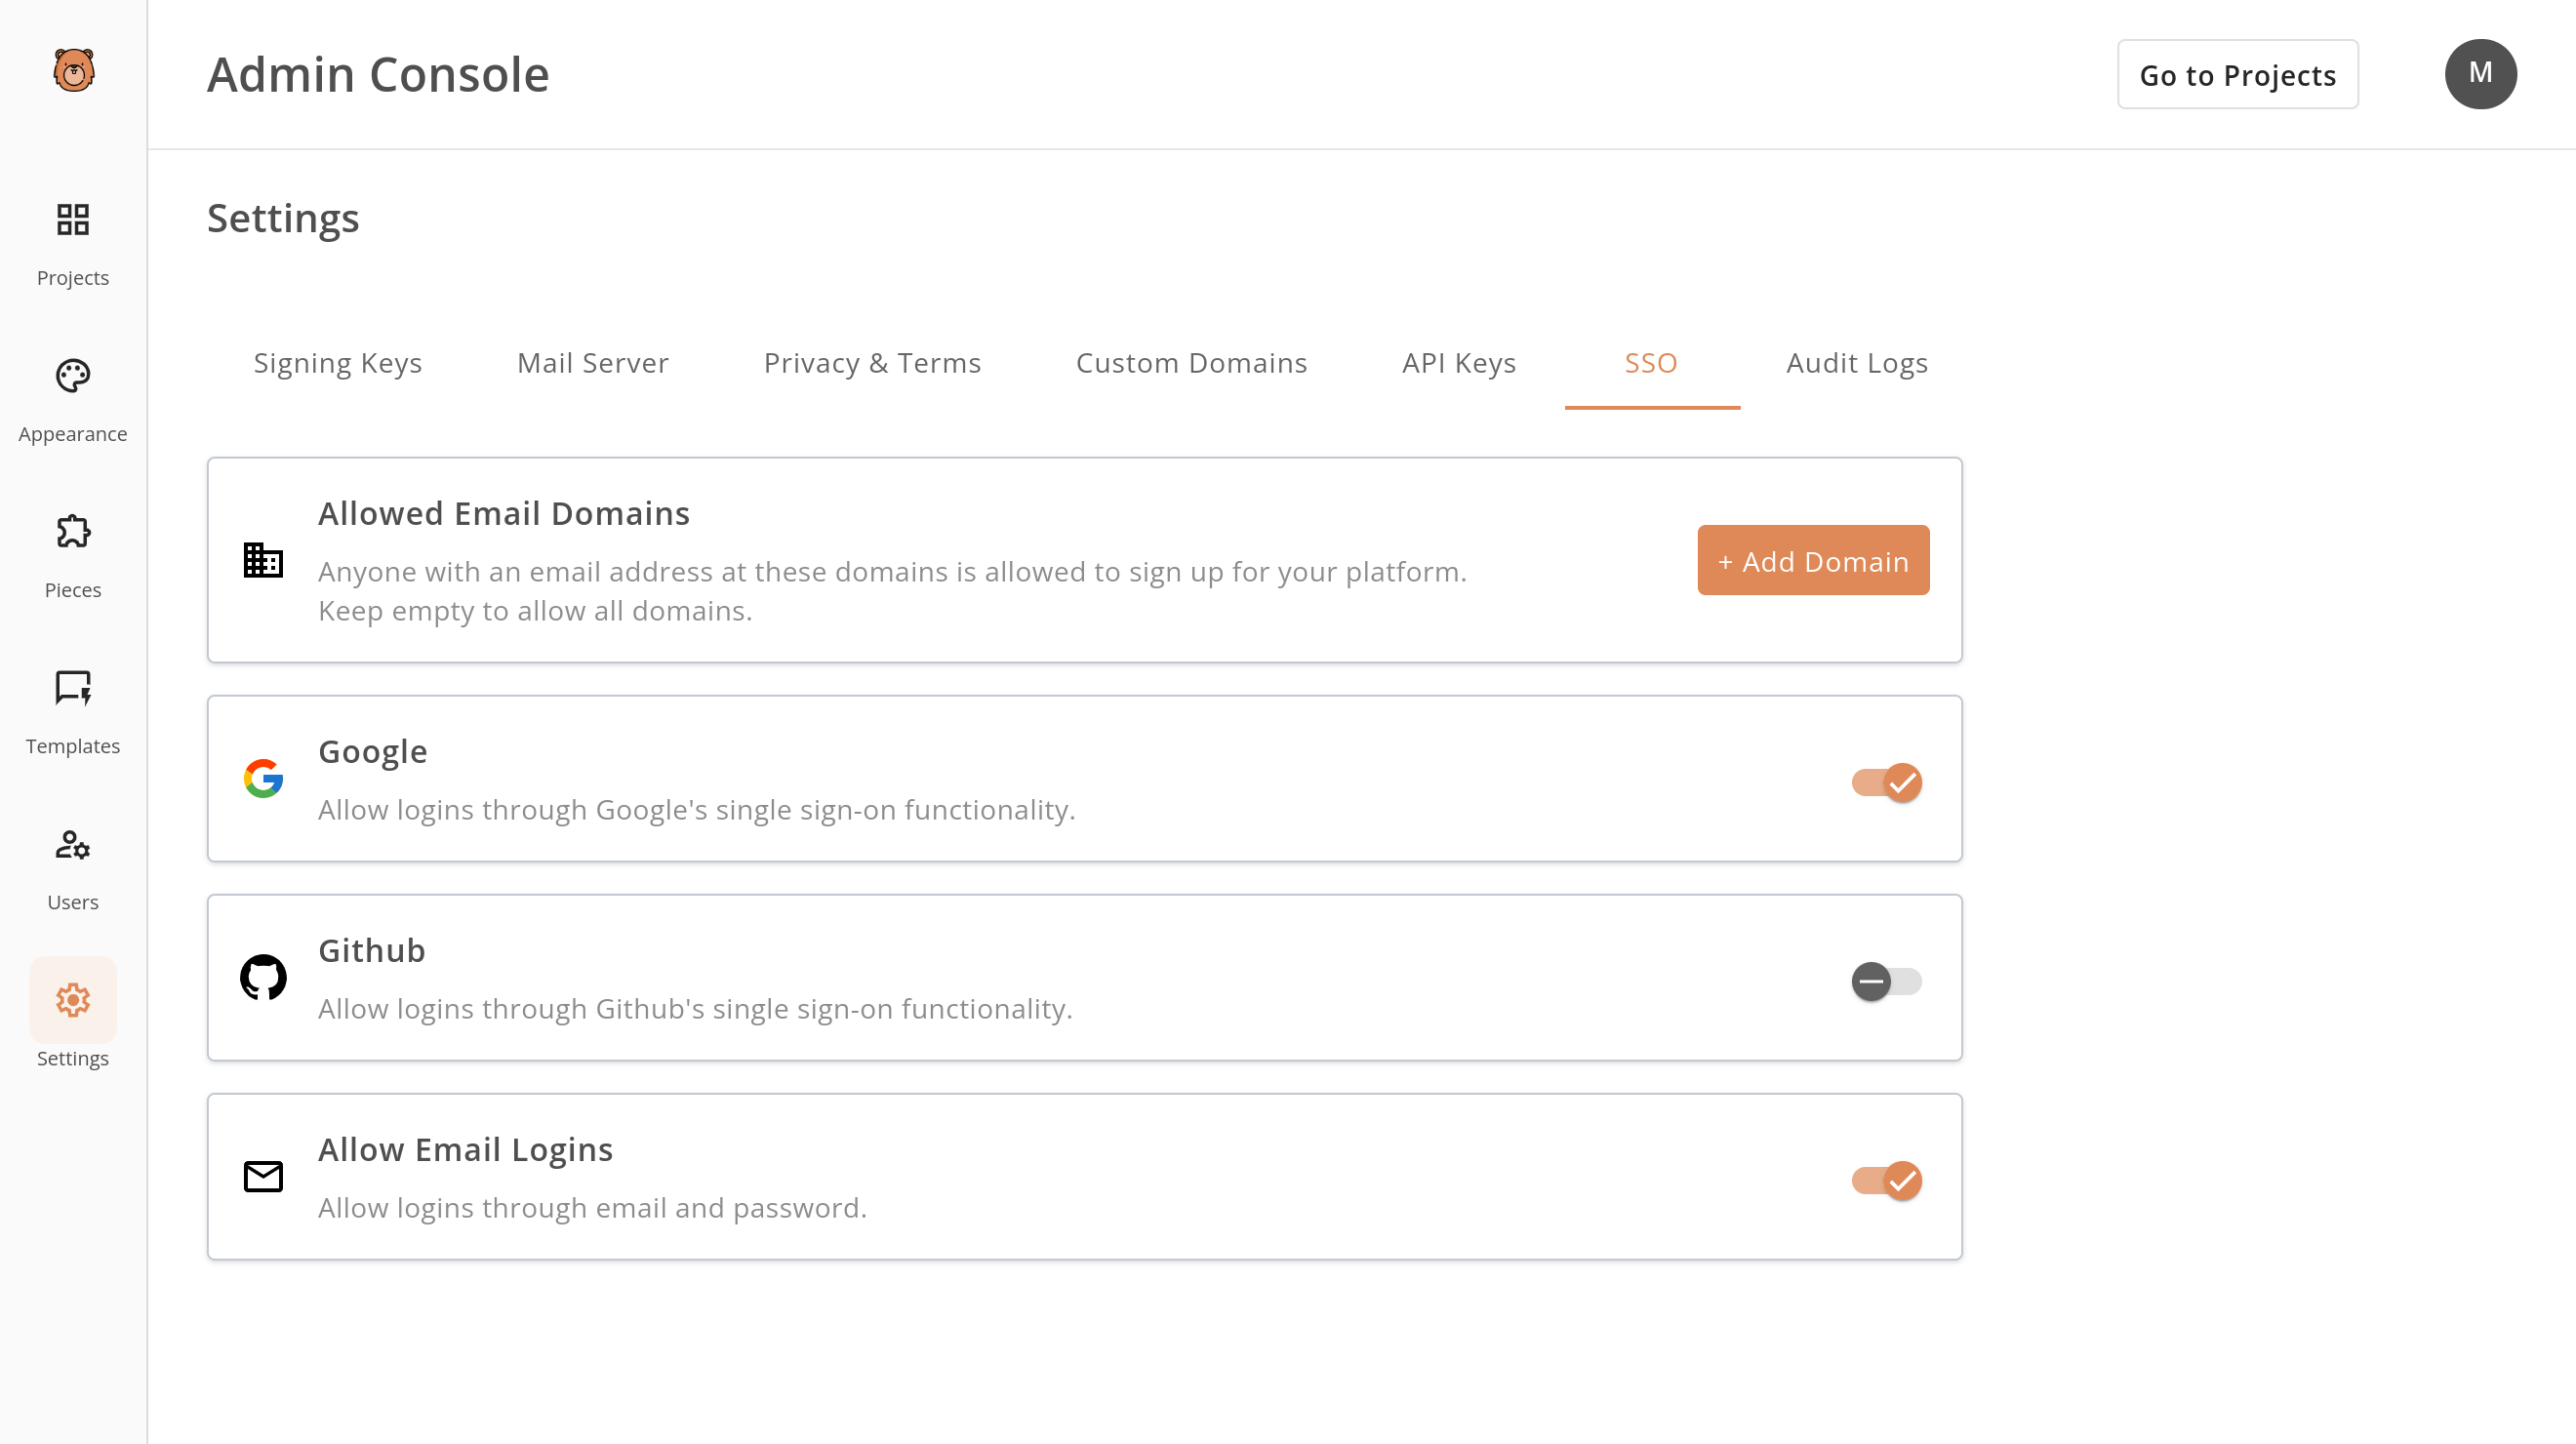 Admin Console
Go to Projects
M
Projects
Appearance
Pieces
Templates
Users
Settings
Settings
Signing Keys
Mail Server
Privacy & Terms
Custom Domains
API Keys
SSO
Audit Logs
Allowed Email Domains
Anyone with an email address at these domains is allowed to sign up for your platform.
Keep empty to allow all domains.
+ Add Domain
Google
Allow logins through Google's single sign-on functionality.
Github
Allow logins through Github's single sign-on functionality.
Allow Email Logins
Allow logins through email and password.